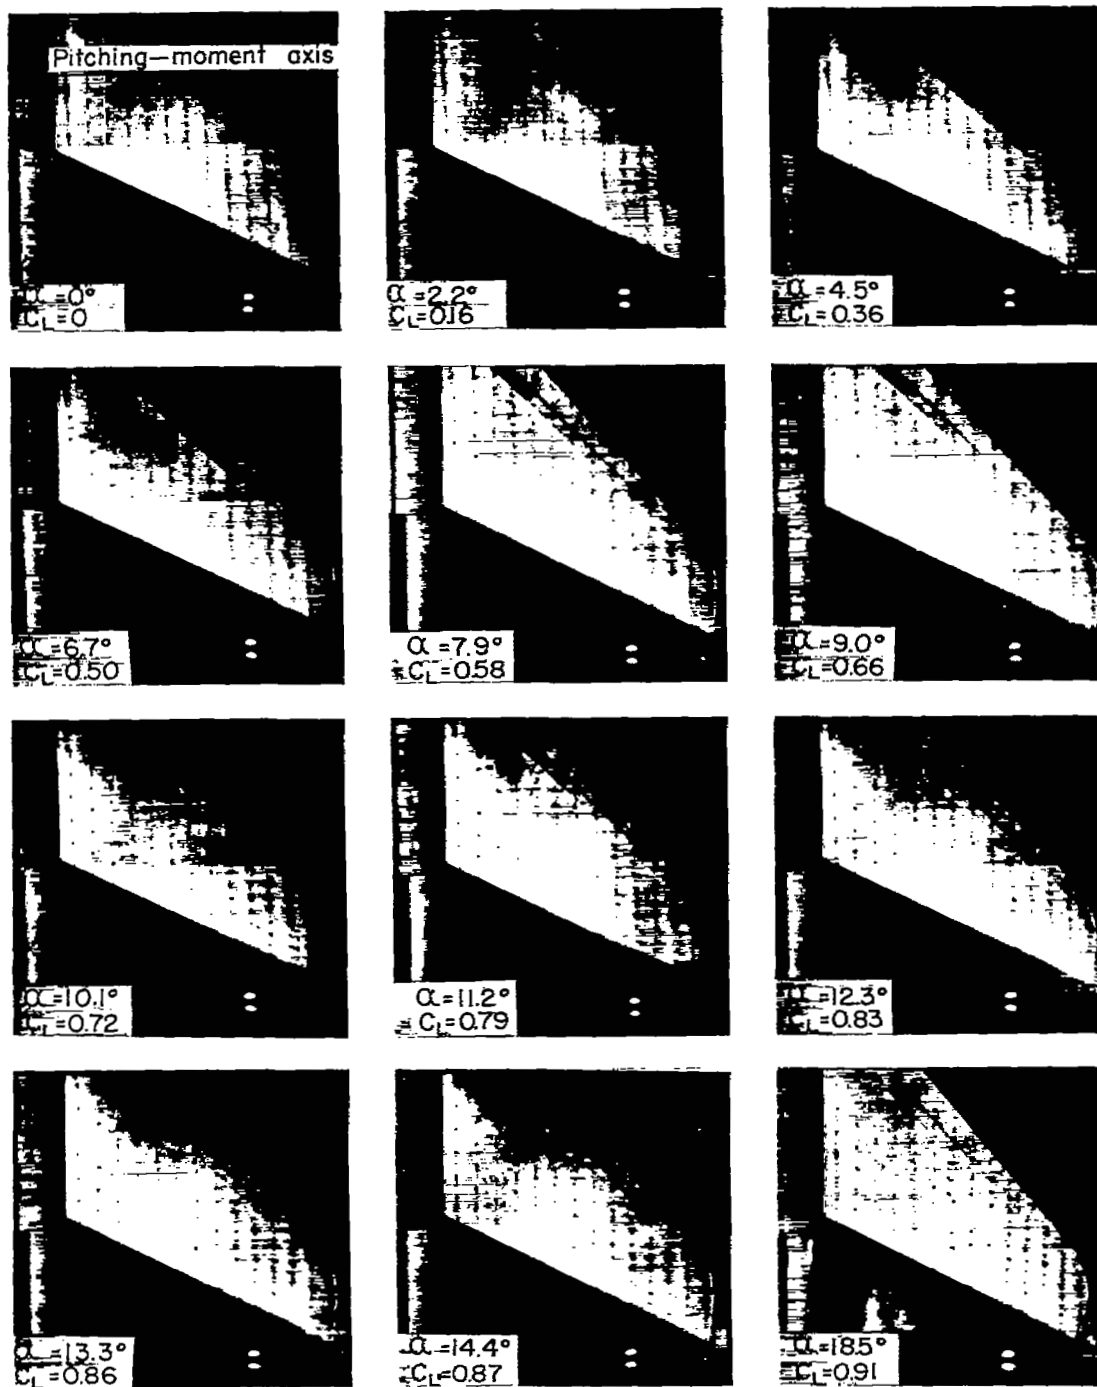 Pitching—moment axis
α=0°
CL=0
α=2.2°
CL=0.16
α=4.5°
CL=0.36
α=6.7°
CL=0.50
α=7.9°
CL=0.58
α=9.0°
CL=0.66
α=10.1°
CL=0.72
α=11.2°
CL=0.79
α=12.3°
CL=0.83
α=13.3°
CL=0.86
α=14.4°
CL=0.87
α=18.5°
CL=0.91